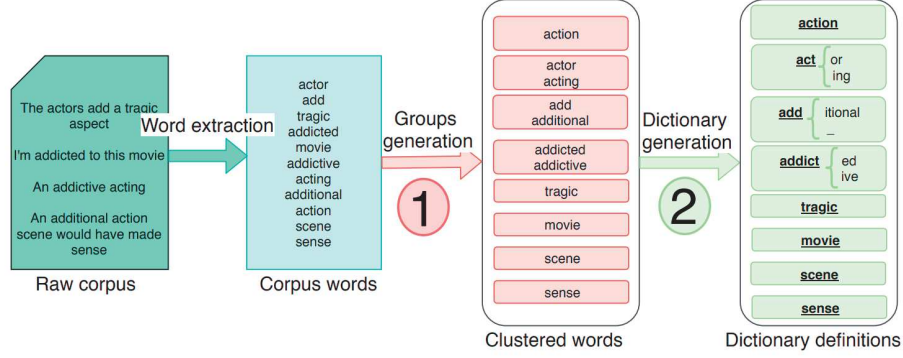 The actors add a tragic
aspect
I'm addicted to this movie
An addictive acting
An additional action
scene would have made
sense
Raw corpus
Word extraction
actor
add
tragic
addicted
movie
addictive
acting
additional
action
scene
sense
Corpus words
Groups
generation
1
action
actor
acting
add
additional
addicted
addictive
tragic
movie
scene
sense
Clustered words
Dictionary
generation
2
action
act { or
ing
add { itional
_
addict { ed
ive
tragic
movie
scene
sense
Dictionary definitions